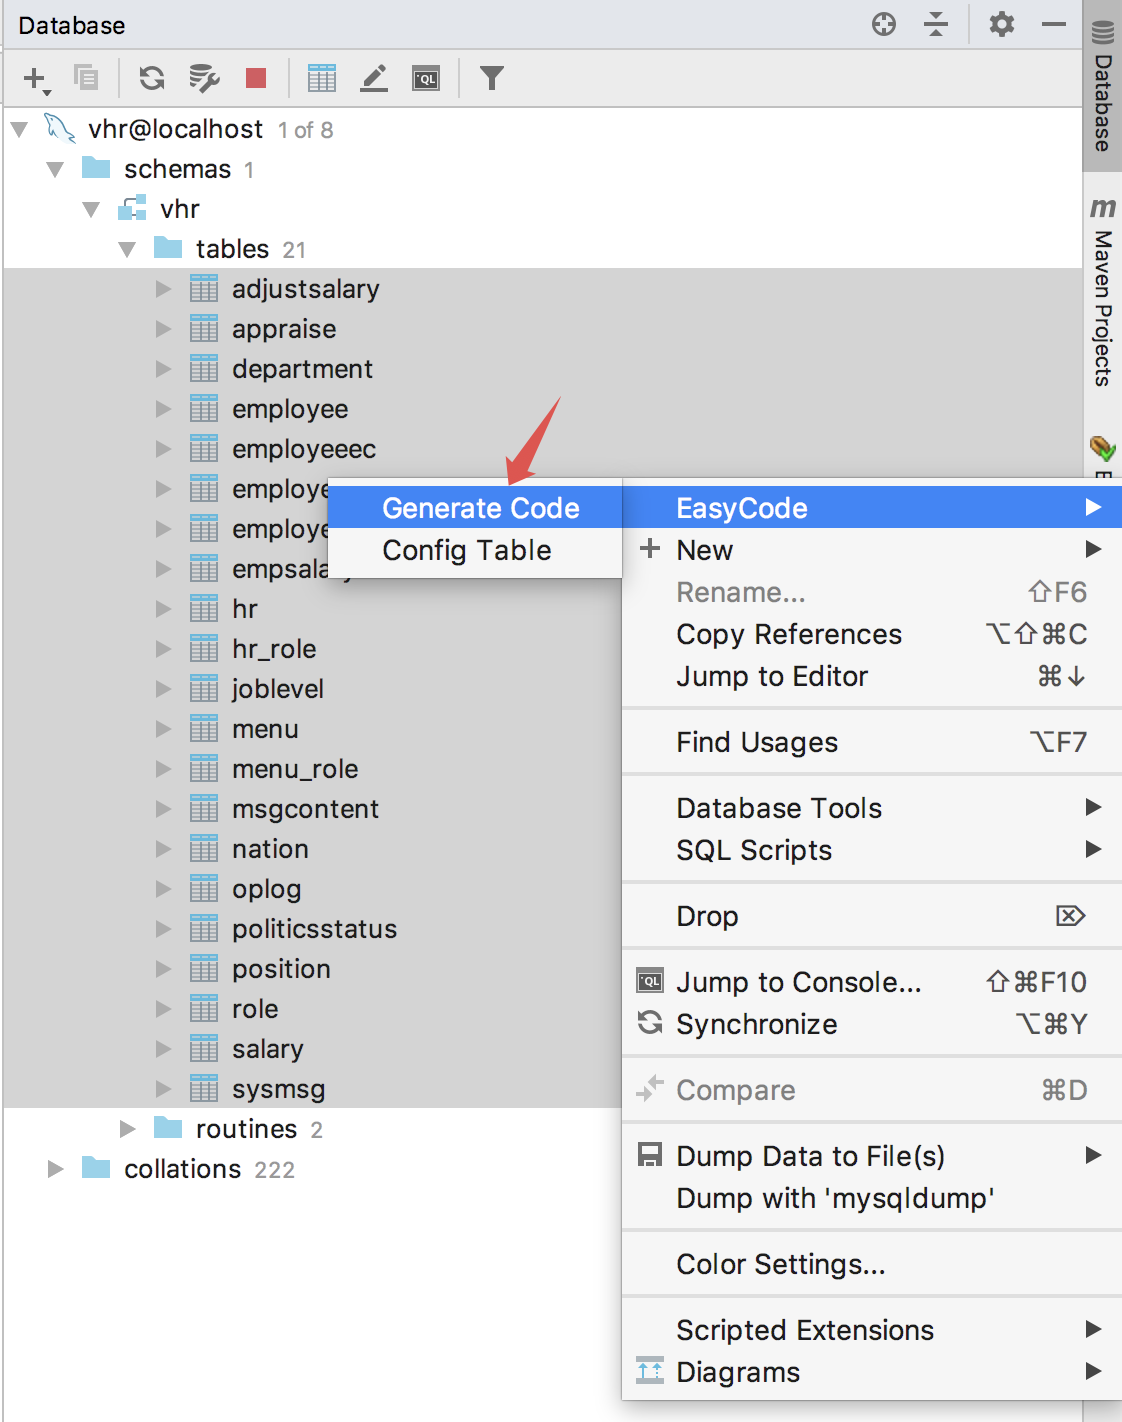 Database
vhr@localhost 1 of 8
schemas 1
vhr
tables 21
adjustsalary
appraise
department
employee
employeeec
employe
employe
empsala
hr
hr_role
joblevel
menu
menu_role
msgcontent
nation
oplog
politicsstatus
position
role
salary
sysmsg
routines 2
collations 222
Generate Code
Config Table
EasyCode
New
Rename... ⇧F6
Copy References ⌥⇧⌘C
Jump to Editor ⌘↓
Find Usages ⌥F7
Database Tools
SQL Scripts
Drop ⌦
QL Jump to Console... ⇧⌘F10
Synchronize ⌥⌘Y
Compare ⌘D
Dump Data to File(s)
Dump with 'mysqldump'
Color Settings...
Scripted Extensions
Diagrams
QL
Database
m Maven Projects